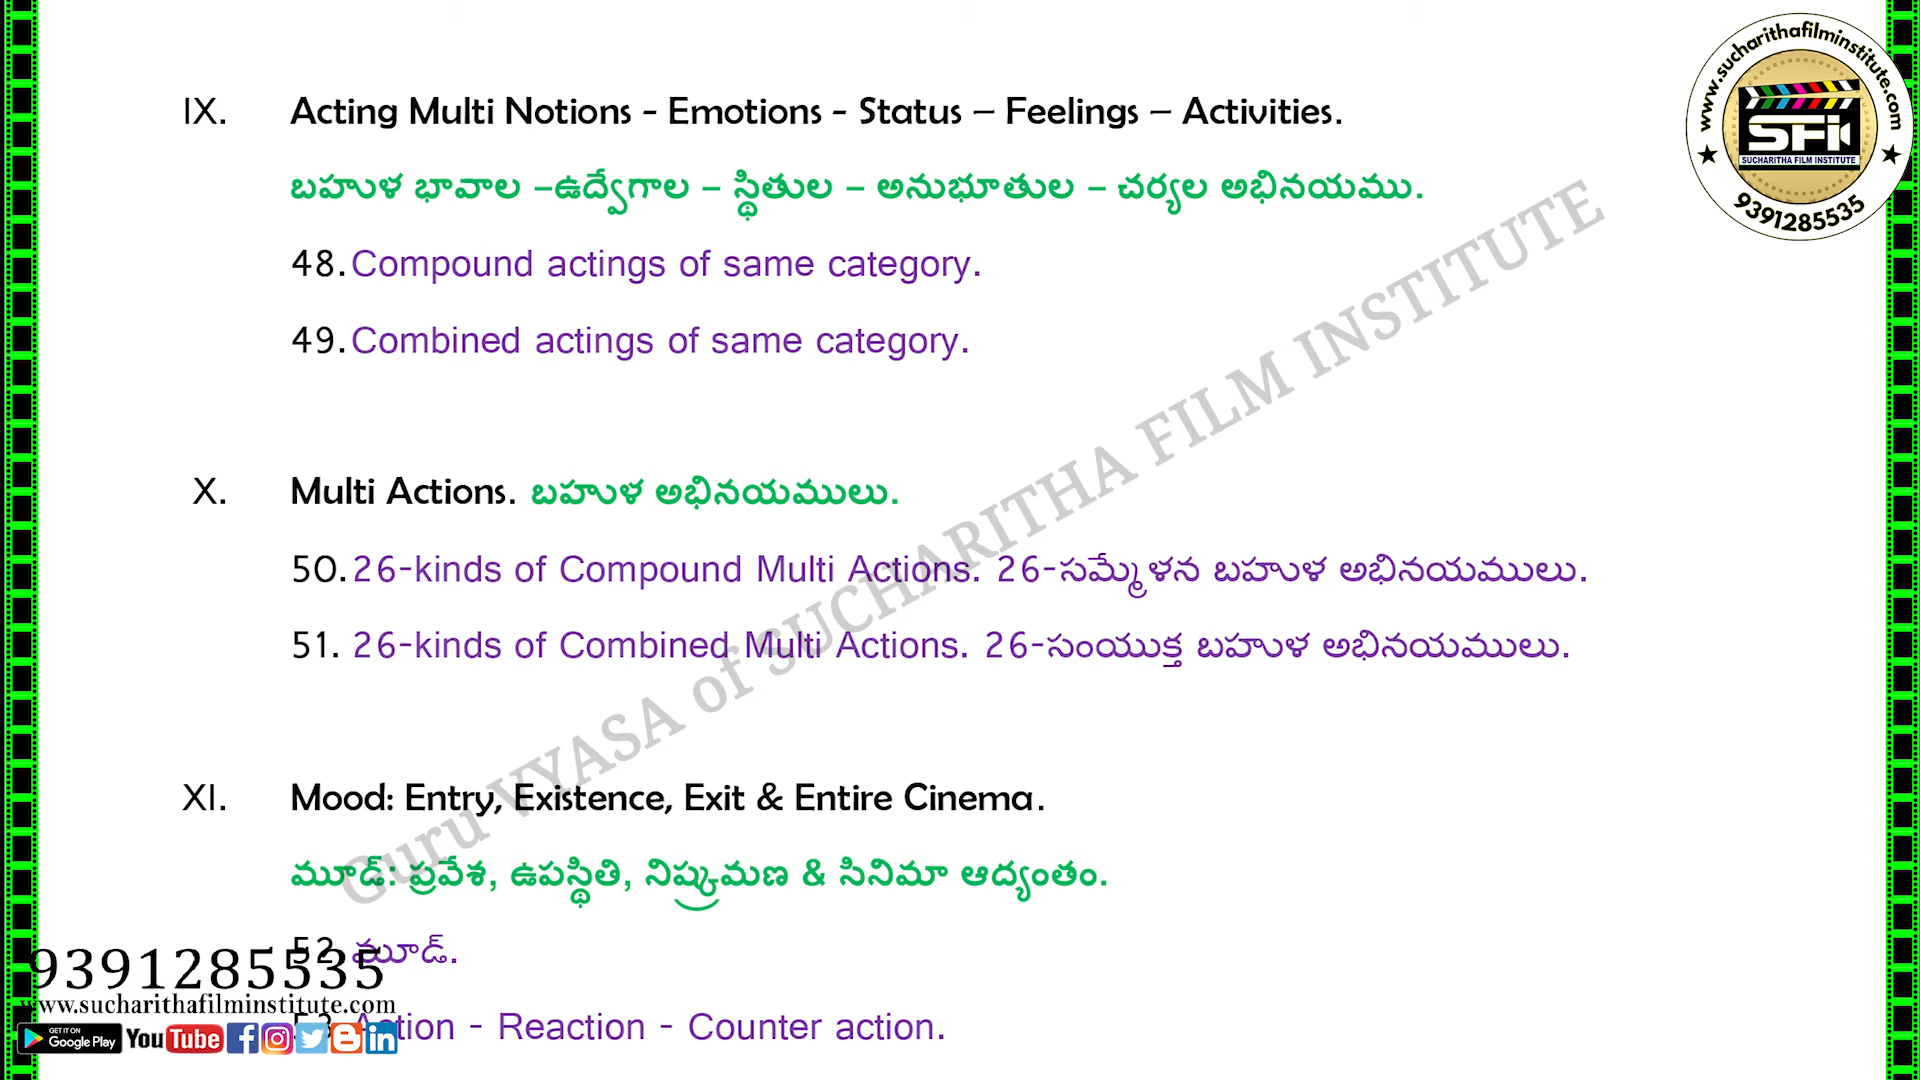 IX. Acting Multi Notions - Emotions - Status – Feelings – Activities.
బహుళ భావాల –ఉద్వేగాల – స్థితుల – అనుభూతుల – చర్యల అభినయము.
48. Compound actings of same category.
49. Combined actings of same category.
X. Multi Actions. బహుళ అభినయములు.
50. 26-kinds of Compound Multi Actions. 26-సమ్మేళన బహుళ అభినయములు.
51. 26-kinds of Combined Multi Actions. 26-సంయుక్త బహుళ అభినయములు.
XI. Mood: Entry, Existence, Exit & Entire Cinema.
మూడ్: ప్రవేశ, ఉపస్థితి, నిష్క్రమణ & సినిమా ఆద్యంతం.
52. మూడ్.
53. Action - Reaction - Counter action.
Guru VYASA of SUCHARITHA FILM INSTITUTE
www.sucharithafilminstitute.com
SFI
SUCHARITHA FILM INSTITUTE
9391285535
9391285535
www.sucharithafilminstitute.com
GET IT ON Google Play YouTube